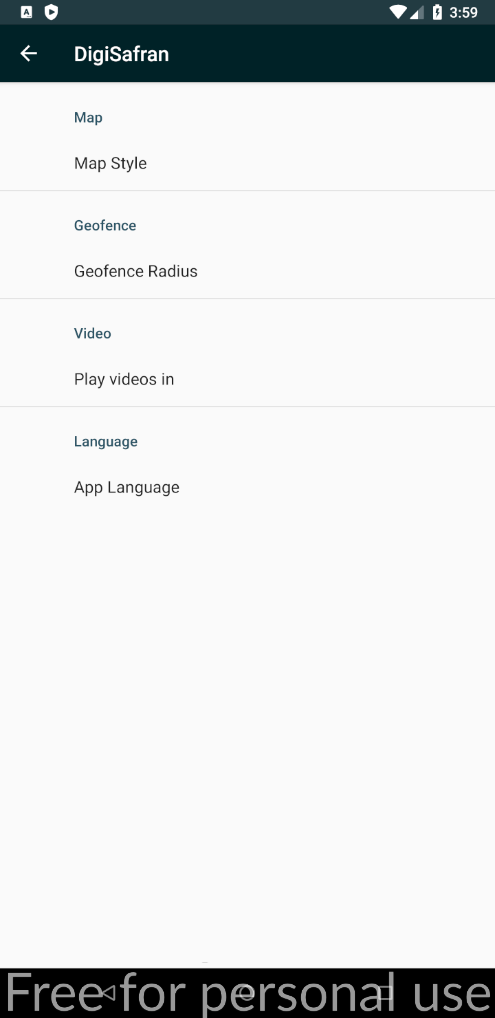 3:59
DigiSafran
Map
Map Style
Geofence
Geofence Radius
Video
Play videos in
Language
App Language
Free for personal use